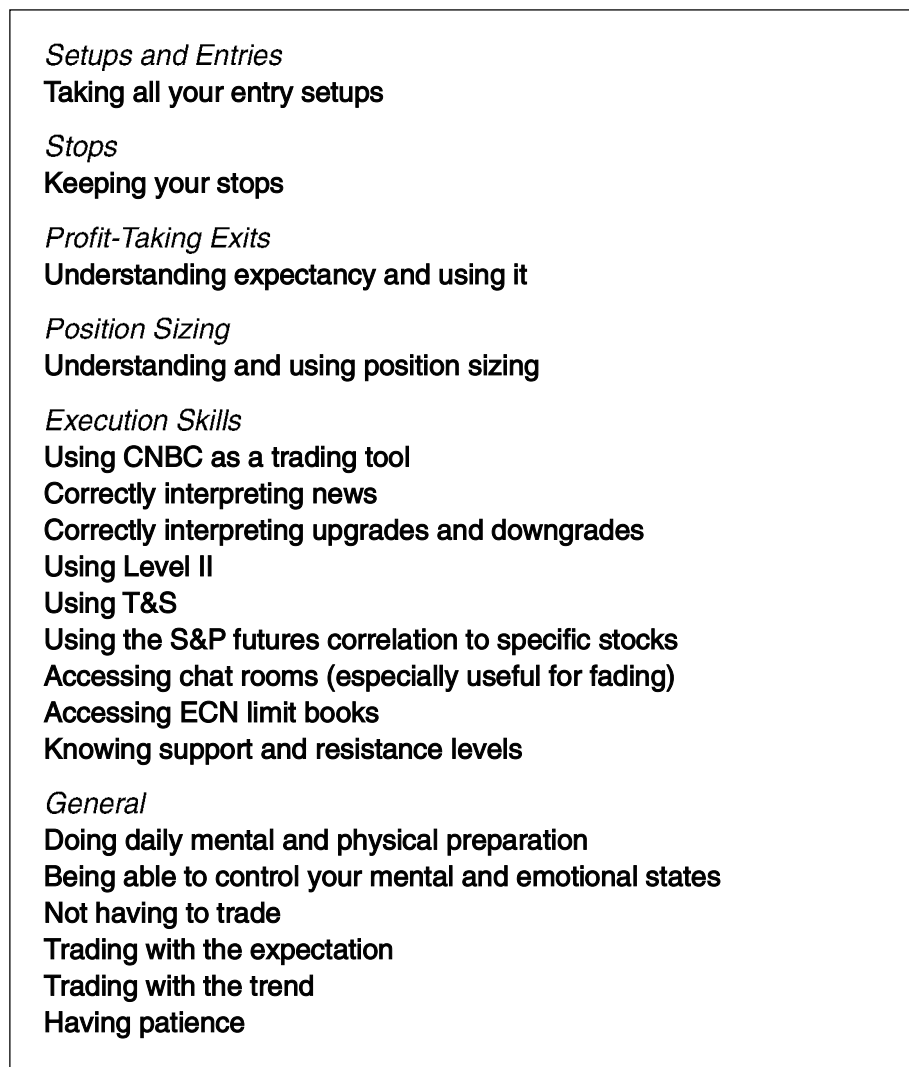 Setups and Entries
Taking all your entry setups
Stops
Keeping your stops
Profit-Taking Exits
Understanding expectancy and using it
Position Sizing
Understanding and using position sizing
Execution Skills
Using CNBC as a trading tool
Correctly interpreting news
Correctly interpreting upgrades and downgrades
Using Level II
Using T&S
Using the S&P futures correlation to specific stocks
Accessing chat rooms (especially useful for fading)
Accessing ECN limit books
Knowing support and resistance levels
General
Doing daily mental and physical preparation
Being able to control your mental and emotional states
Not having to trade
Trading with the expectation
Trading with the trend
Having patience